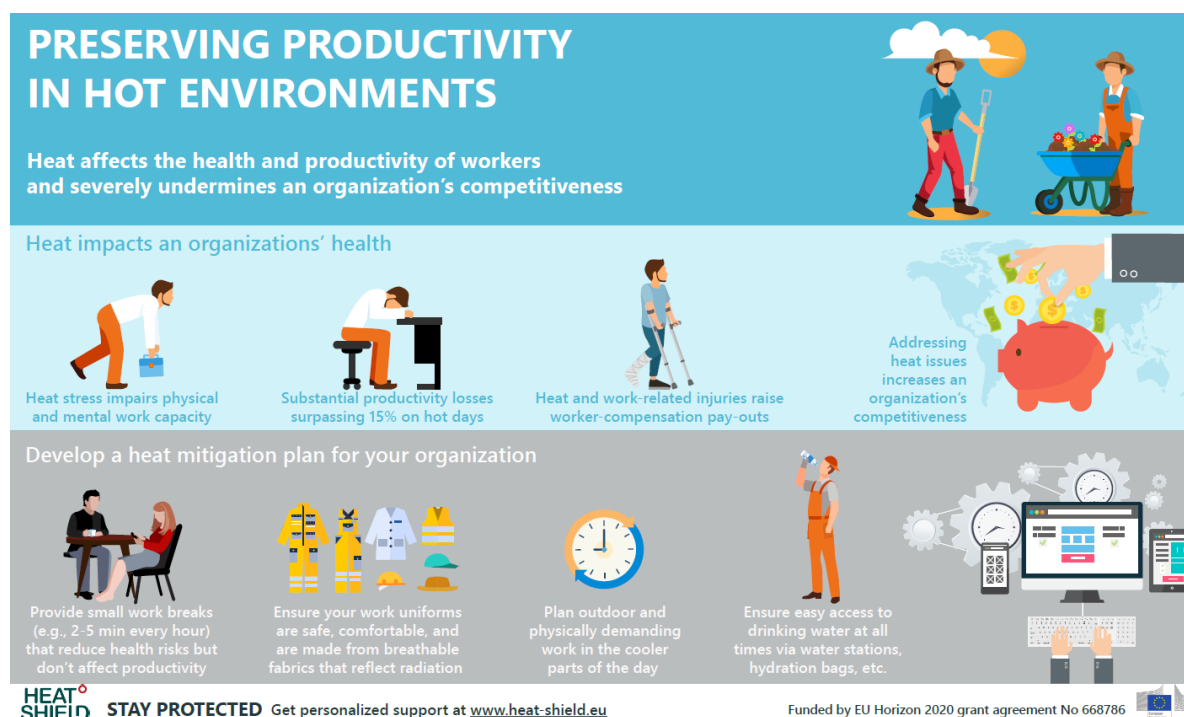 PRESERVING PRODUCTIVITY
IN HOT ENVIRONMENTS
Heat affects the health and productivity of workers
and severely undermines an organization's competitiveness
Heat impacts an organizations' health
Heat stress impairs physical
and mental work capacity
Substantial productivity losses
surpassing 15% on hot days
Heat and work-related injuries raise
worker-compensation pay-outs
Addressing
heat issues
increases an
organization's
competitiveness
Develop a heat mitigation plan for your organization
Provide small work breaks
(e.g., 2-5 min every hour)
that reduce health risks but
don't affect productivity
Ensure your work uniforms
are safe, comfortable, and
are made from breathable
fabrics that reflect radiation
Plan outdoor and
physically demanding
work in the cooler
parts of the day
Ensure easy access to
drinking water at all
times via water stations,
hydration bags, etc.
HEAT
SHIELD
STAY PROTECTED Get personalized support at www.heat-shield.eu
Funded by EU Horizon 2020 grant agreement No 668786